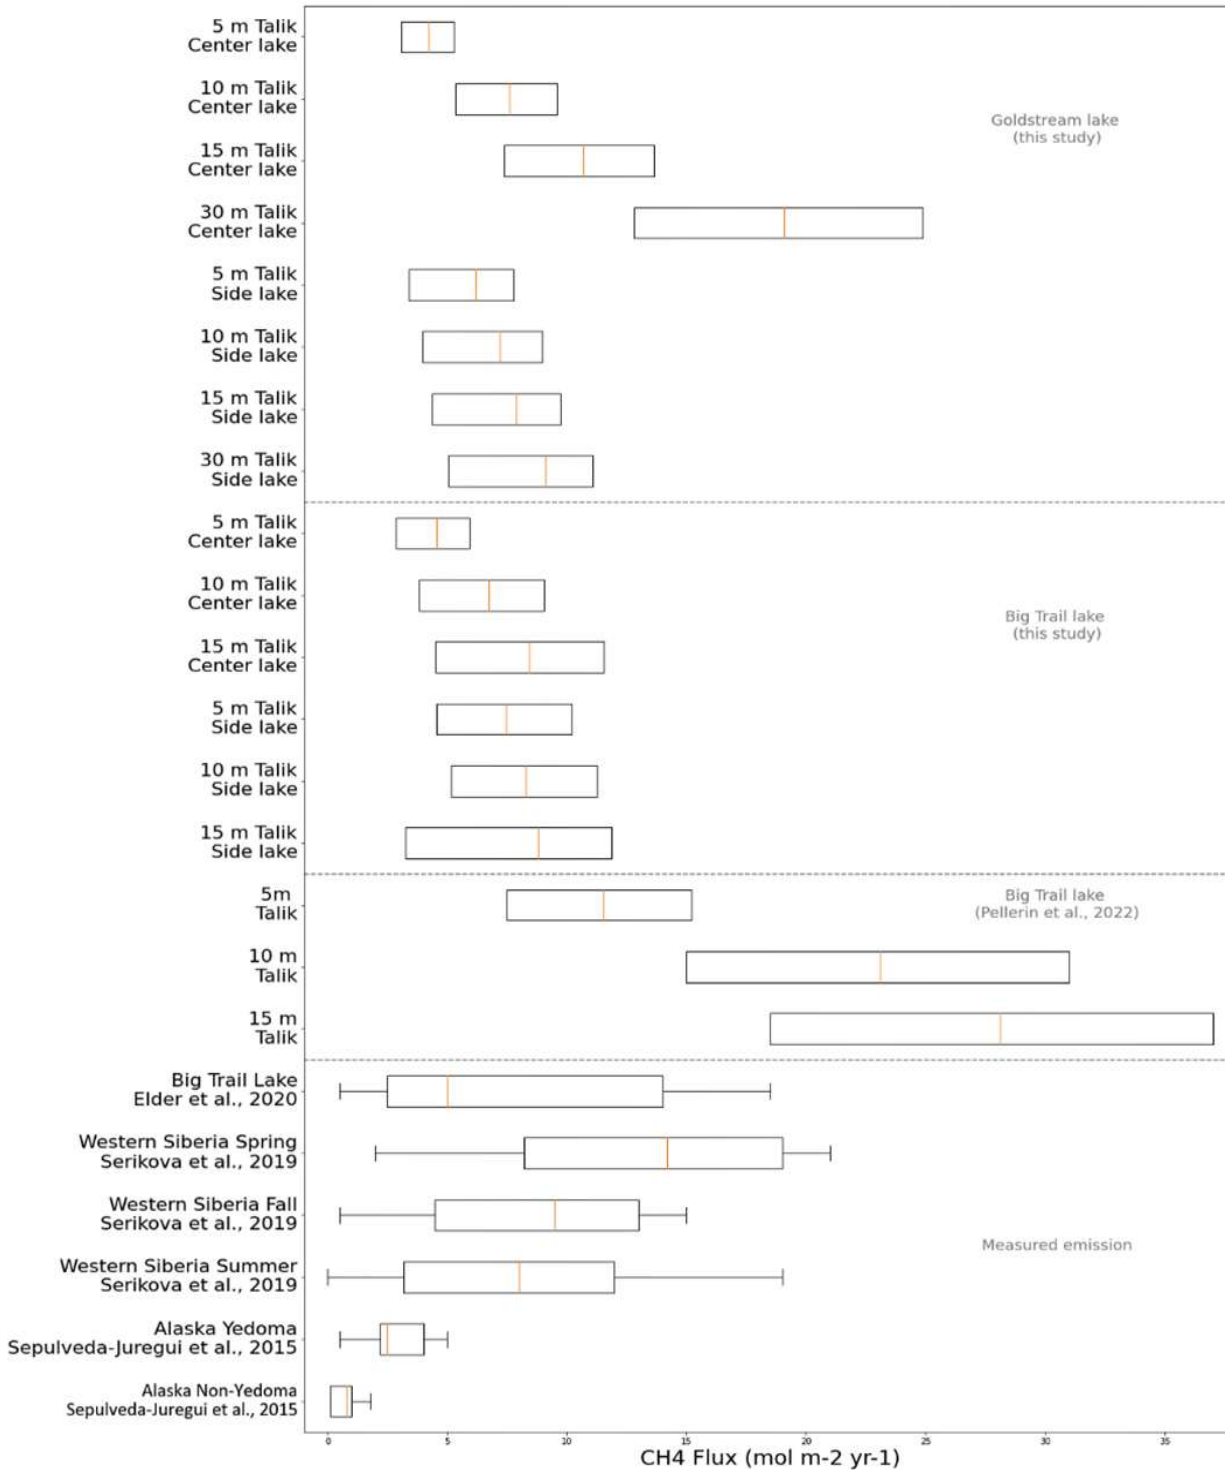 5 m Talik
Center lake
10 m Talik
Center lake
Goldstream lake
(this study)
15 m Talik
Center lake
30 m Talik
Center lake
5 m Talik
Side lake
10 m Talik
Side lake
15 m Talik
Side lake
30 m Talik
Side lake
5 m Talik
Center lake
10 m Talik
Center lake
Big Trail lake
(this study)
15 m Talik
Center lake
5 m Talik
Side lake
10 m Talik
Side lake
15 m Talik
Side lake
5m
Talik
Big Trail lake
(Pellerin et al., 2022)
10 m
Talik
15 m
Talik
Big Trail Lake
Elder et al., 2020
Western Siberia Spring
Serikova et al., 2019
Western Siberia Fall
Serikova et al., 2019
Measured emission
Western Siberia Summer
Serikova et al., 2019
Alaska Yedoma
Sepulveda-Juregui et al., 2015
Alaska Non-Yedoma
Sepulveda-Juregui et al., 2015
0 5 10 15 20 25 30 35
CH4 Flux (mol m-2 yr-1)